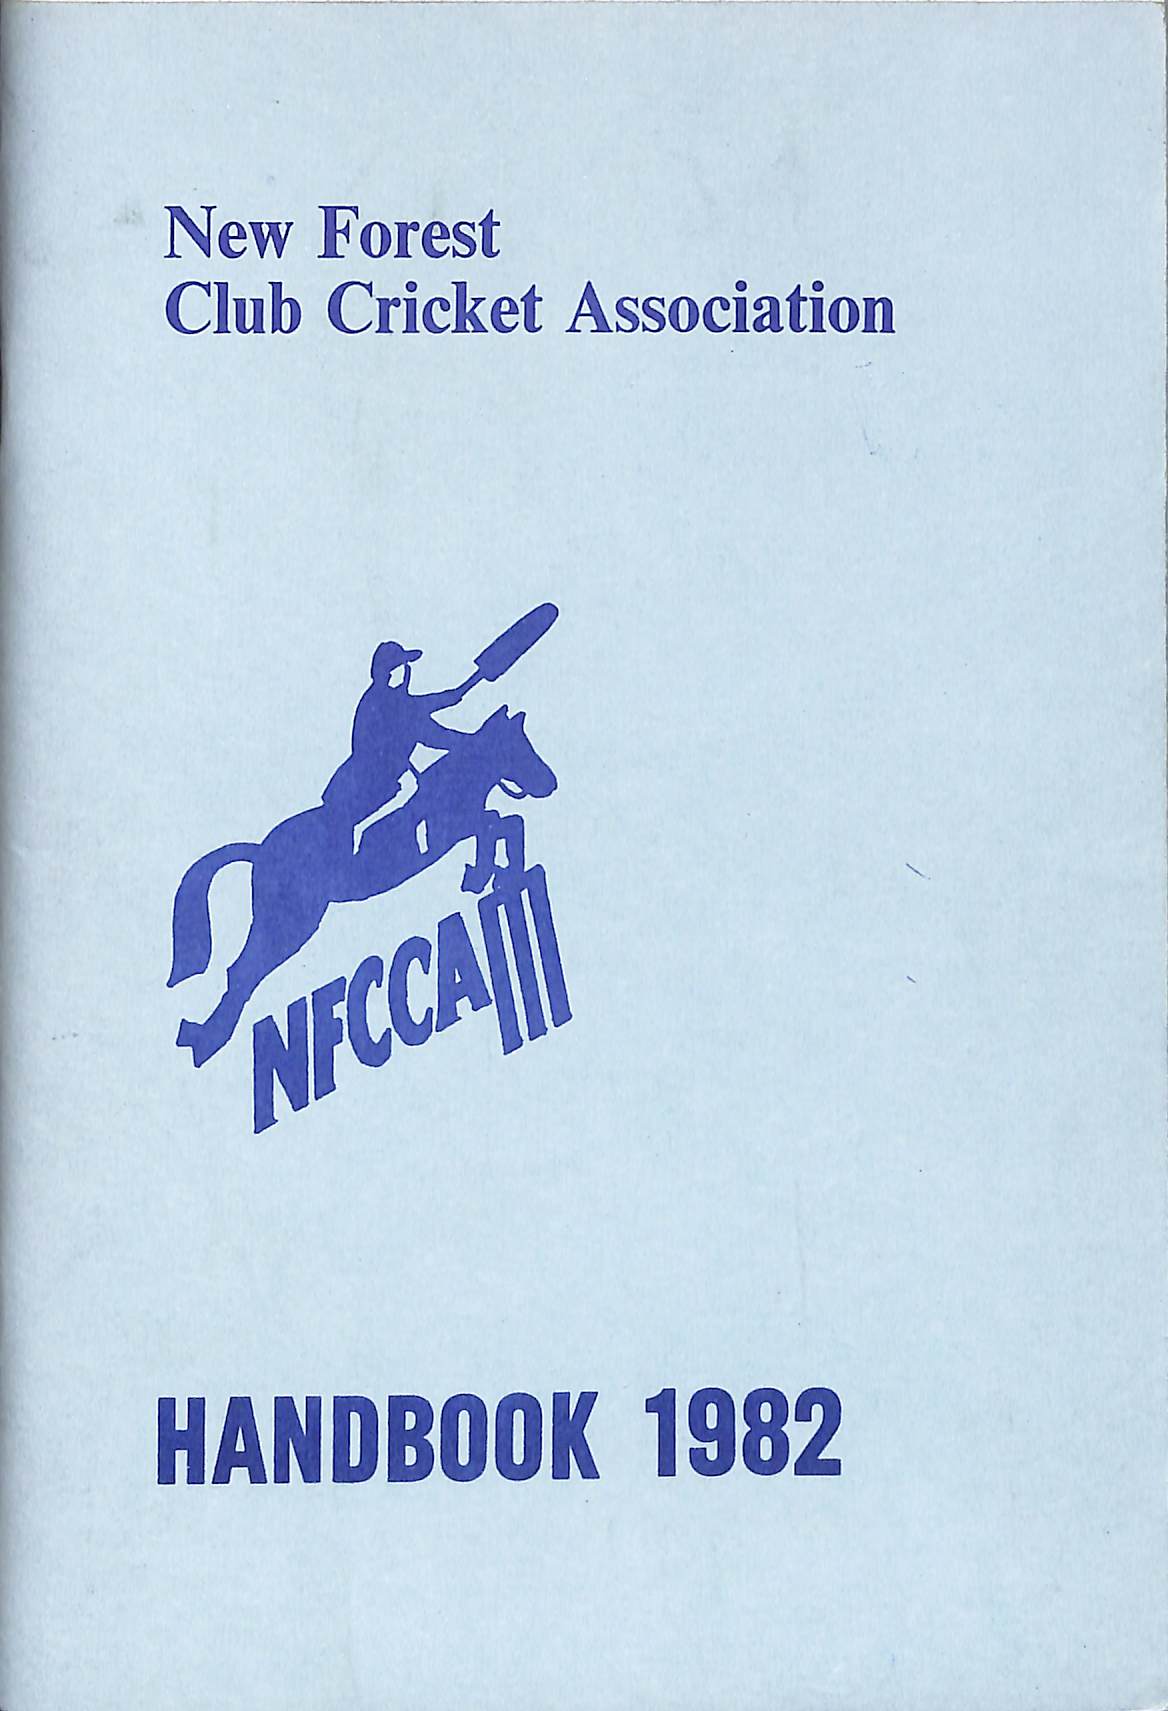 New Forest
Club Cricket Association
NFCCA
HANDBOOK 1982